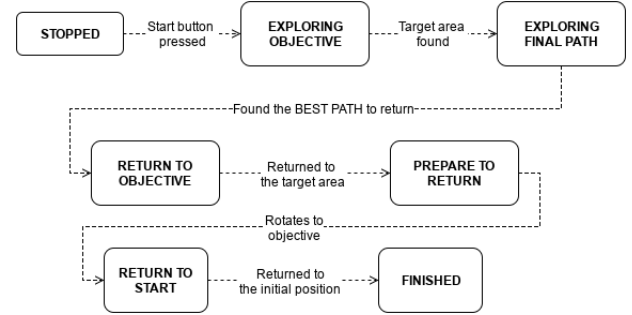 STOPPED
Start button
pressed
EXPLORING
OBJECTIVE
Target area
found
EXPLORING
FINAL PATH
Found the BEST PATH to return
RETURN TO
OBJECTIVE
Returned to
the target area
PREPARE TO
RETURN
Rotates to
objective
RETURN TO
START
Returned to
the initial position
FINISHED